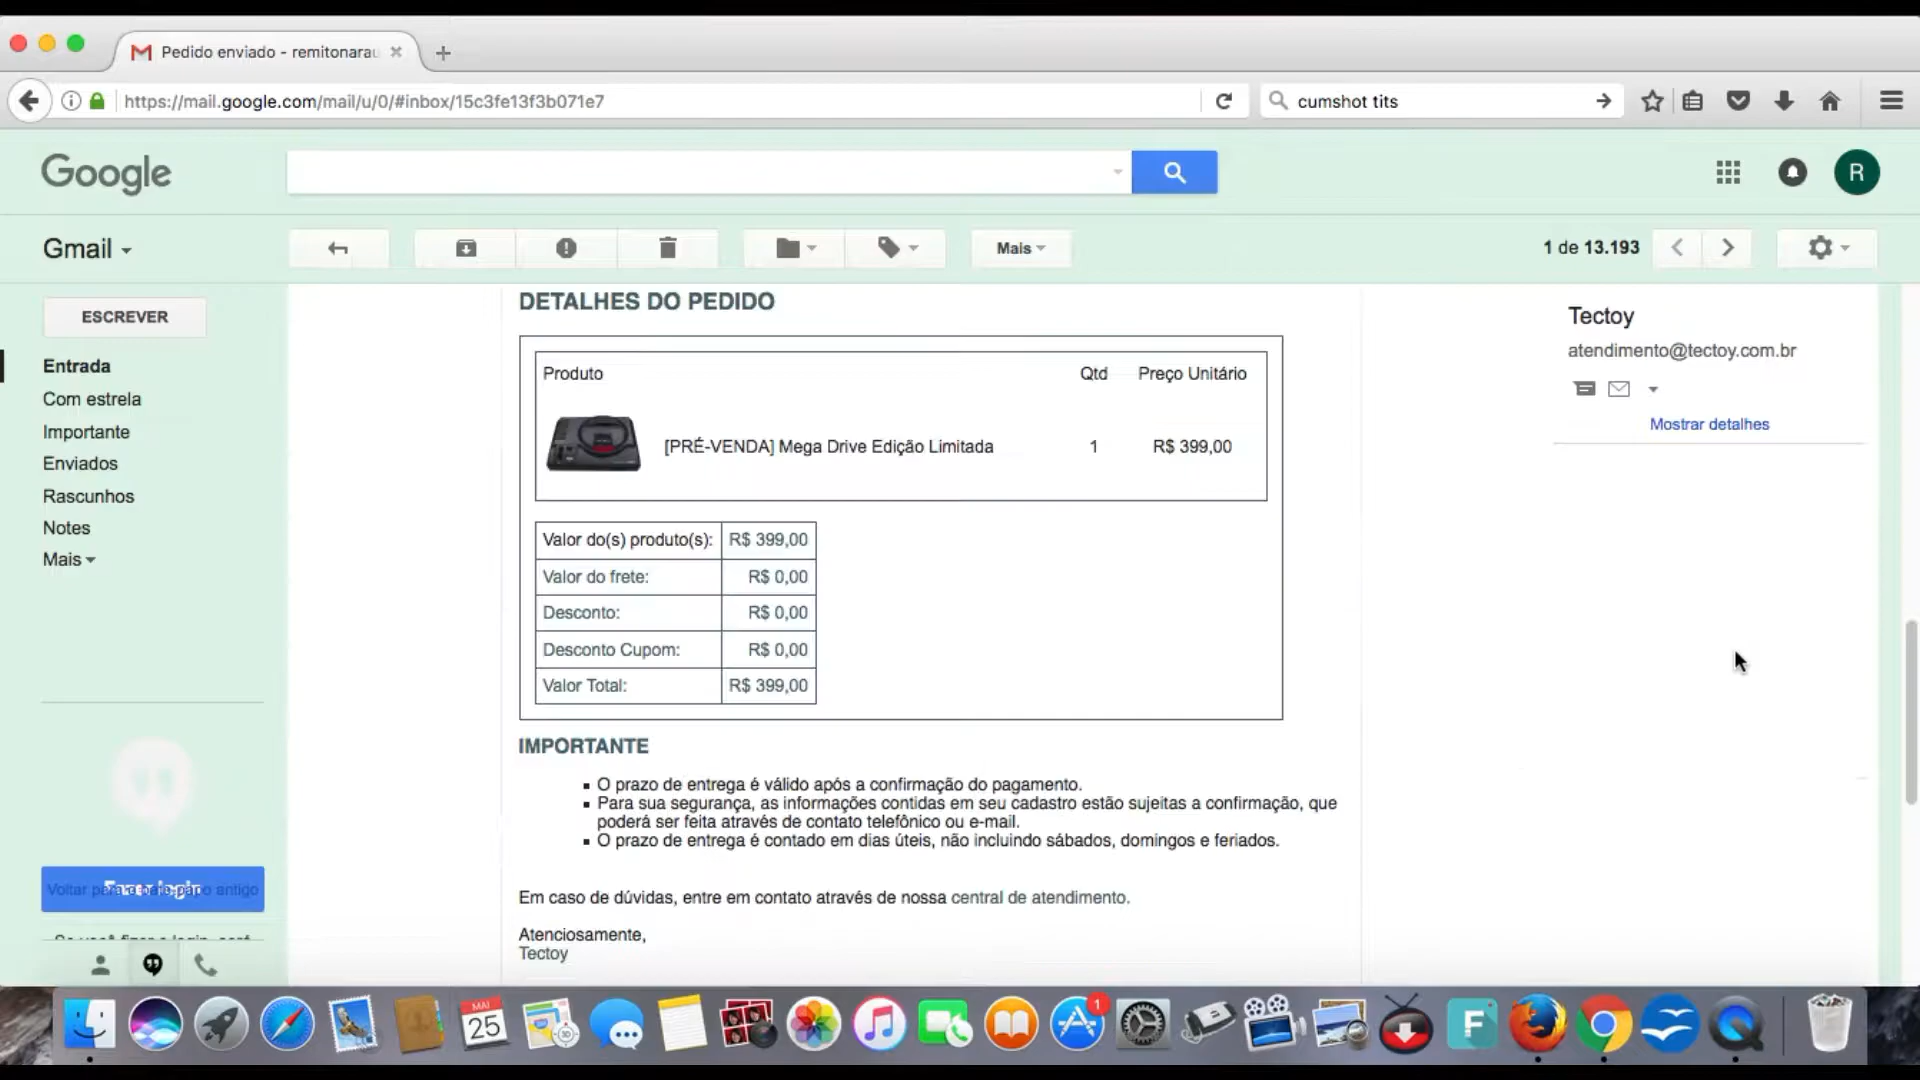 Pedido enviado - remitonarau
https://mail.google.com/mail/u/0/#inbox/15c3fe13f3b071e7
cumshot tits
Google
R
Gmail
Mais
1 de 13.193
ESCREVER
Entrada
Com estrela
Importante
Enviados
Rascunhos
Notes
Mais
DETALHES DO PEDIDO
Produto Qtd Preço Unitário
[PRÉ-VENDA] Mega Drive Edição Limitada 1 R$ 399,00
Valor do(s) produto(s): R$ 399,00
Valor do frete: R$ 0,00
Desconto: R$ 0,00
Desconto Cupom: R$ 0,00
Valor Total: R$ 399,00
IMPORTANTE
O prazo de entrega é válido após a confirmação do pagamento.
Para sua segurança, as informações contidas em seu cadastro estão sujeitas a confirmação, que
poderá ser feita através de contato telefônico ou e-mail.
O prazo de entrega é contado em dias úteis, não incluindo sábados, domingos e feriados.
Em caso de dúvidas, entre em contato através de nossa central de atendimento.
Atenciosamente,
Tectoy
Tectoy
atendimento@tectoy.com.br
Mostrar detalhes
Fazer login
MAI
25
1
F